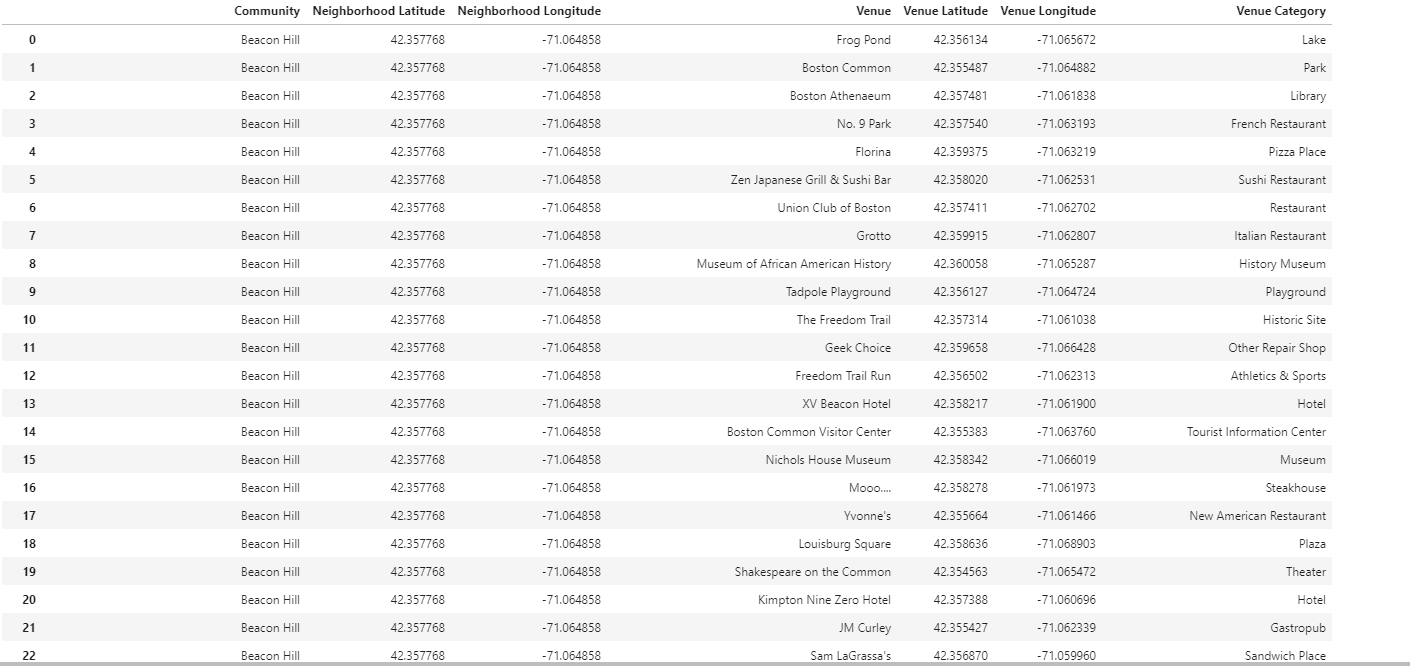 Community Neighborhood Latitude Neighborhood Longitude Venue Venue Latitude Venue Longitude Venue Category
0 Beacon Hill 42.357768 -71.064858 Frog Pond 42.356134 -71.065672 Lake
1 Beacon Hill 42.357768 -71.064858 Boston Common 42.355487 -71.064882 Park
2 Beacon Hill 42.357768 -71.064858 Boston Athenaeum 42.357481 -71.061838 Library
3 Beacon Hill 42.357768 -71.064858 No. 9 Park 42.357540 -71.063193 French Restaurant
4 Beacon Hill 42.357768 -71.064858 Florina 42.359375 -71.063219 Pizza Place
5 Beacon Hill 42.357768 -71.064858 Zen Japanese Grill & Sushi Bar 42.358020 -71.062531 Sushi Restaurant
6 Beacon Hill 42.357768 -71.064858 Union Club of Boston 42.357411 -71.062702 Restaurant
7 Beacon Hill 42.357768 -71.064858 Grotto 42.359915 -71.062807 Italian Restaurant
8 Beacon Hill 42.357768 -71.064858 Museum of African American History 42.360058 -71.065287 History Museum
9 Beacon Hill 42.357768 -71.064858 Tadpole Playground 42.356127 -71.064724 Playground
10 Beacon Hill 42.357768 -71.064858 The Freedom Trail 42.357314 -71.061038 Historic Site
11 Beacon Hill 42.357768 -71.064858 Geek Choice 42.359658 -71.066428 Other Repair Shop
12 Beacon Hill 42.357768 -71.064858 Freedom Trail Run 42.356502 -71.062313 Athletics & Sports
13 Beacon Hill 42.357768 -71.064858 XV Beacon Hotel 42.358217 -71.061900 Hotel
14 Beacon Hill 42.357768 -71.064858 Boston Common Visitor Center 42.355383 -71.063760 Tourist Information Center
15 Beacon Hill 42.357768 -71.064858 Nichols House Museum 42.358342 -71.066019 Museum
16 Beacon Hill 42.357768 -71.064858 Mooo.... 42.358278 -71.061973 Steakhouse
17 Beacon Hill 42.357768 -71.064858 Yvonne's 42.355664 -71.061466 New American Restaurant
18 Beacon Hill 42.357768 -71.064858 Louisburg Square 42.358636 -71.068903 Plaza
19 Beacon Hill 42.357768 -71.064858 Shakespeare on the Common 42.354563 -71.065472 Theater
20 Beacon Hill 42.357768 -71.064858 Kimpton Nine Zero Hotel 42.357388 -71.060696 Hotel
21 Beacon Hill 42.357768 -71.064858 JM Curley 42.355427 -71.062339 Gastropub
22 Beacon Hill 42.357768 -71.064858 Sam LaGrassa's 42.356870 -71.059960 Sandwich Place